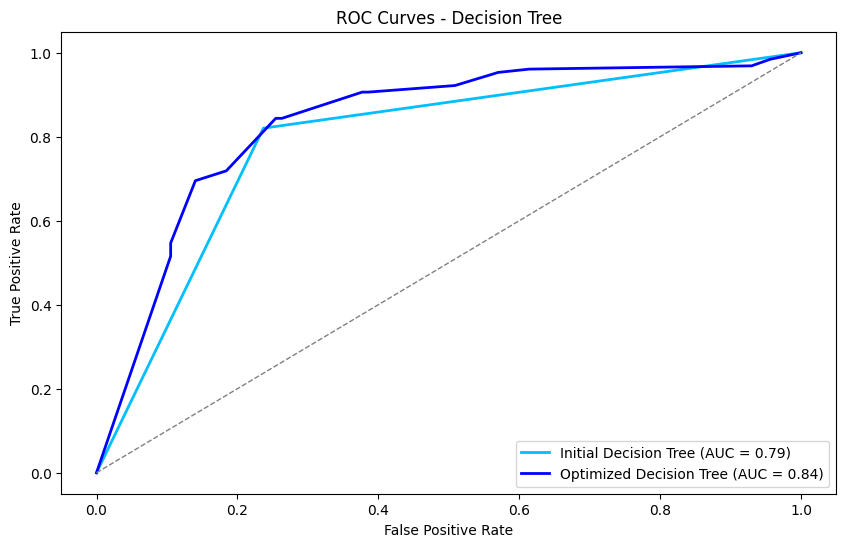 ROC Curves - Decision Tree
True Positive Rate
1.0
0.8
0.6
0.4
0.2
0.0
0.0 0.2 0.4 0.6 0.8 1.0
False Positive Rate
Initial Decision Tree (AUC = 0.79)
Optimized Decision Tree (AUC = 0.84)